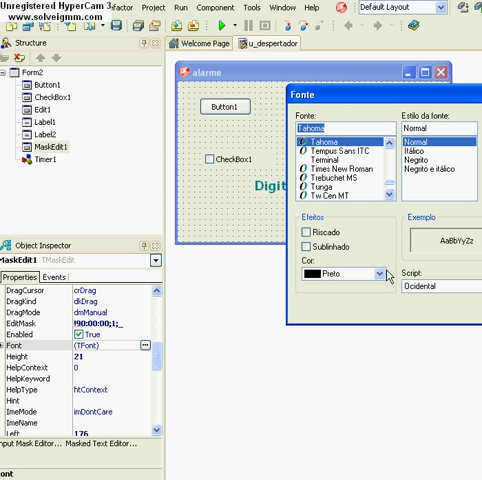 Unregistered HyperCam 3
www.solveigmm.com
Refactor Project Run Component Tools Window Help
Default Layout
Structure
Welcome Page
u_despertador
Form2
Button1
CheckBox1
Edit1
Label1
Label2
MaskEdit1
Timer1
alarme
Button1
CheckBox1
Digit
Fonte
Fonte:
Tahoma
Tahoma
Tempus Sans ITC
Terminal
Times New Roman
Trebuchet MS
Tunga
Tw Cen MT
Estilo da fonte:
Normal
Normal
Itálico
Negrito
Negrito e itálico
Efeitos
Riscado
Sublinhado
Cor:
Preto
Exemplo
AaBbYyZz
Script:
Ocidental
Object Inspector
MaskEdit1 TMaskEdit
Properties Events
DragCursor crDrag
DragKind dkDrag
DragMode dmManual
EditMask !90:00:00;1;_
Enabled True
Font (TFont)
Height 21
HelpContext 0
HelpKeyword
HelpType htContext
Hint
ImeMode imDontCare
ImeName
Left 176
Input Mask Editor... Masked Text Editor...
ont